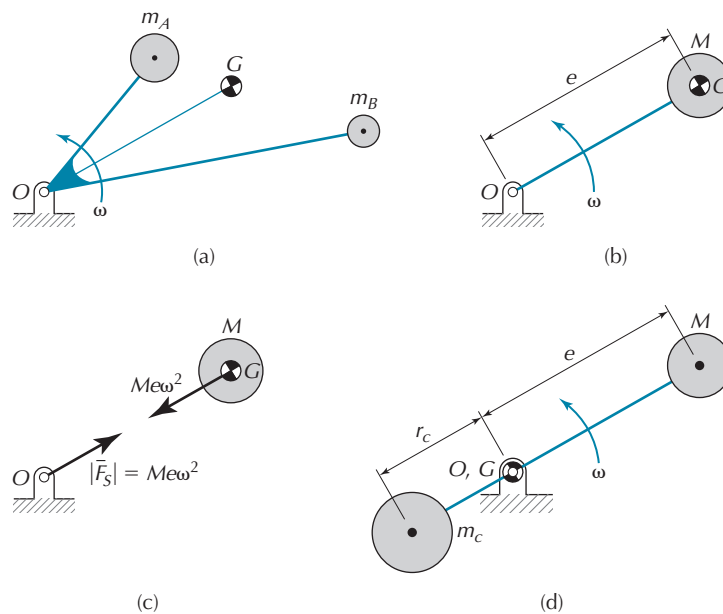 m_A
G
m_B
O
ω
(a)
M
e
G
O
ω
(b)
M
Meω²
G
O
|F̅_S| = Meω²
(c)
M
e
r_c
O, G
ω
m_c
(d)